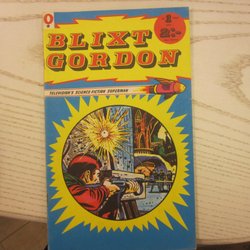 BLIXT
GORDON
TELEVISION'S SCIENCE-FICTION SUPERMAN